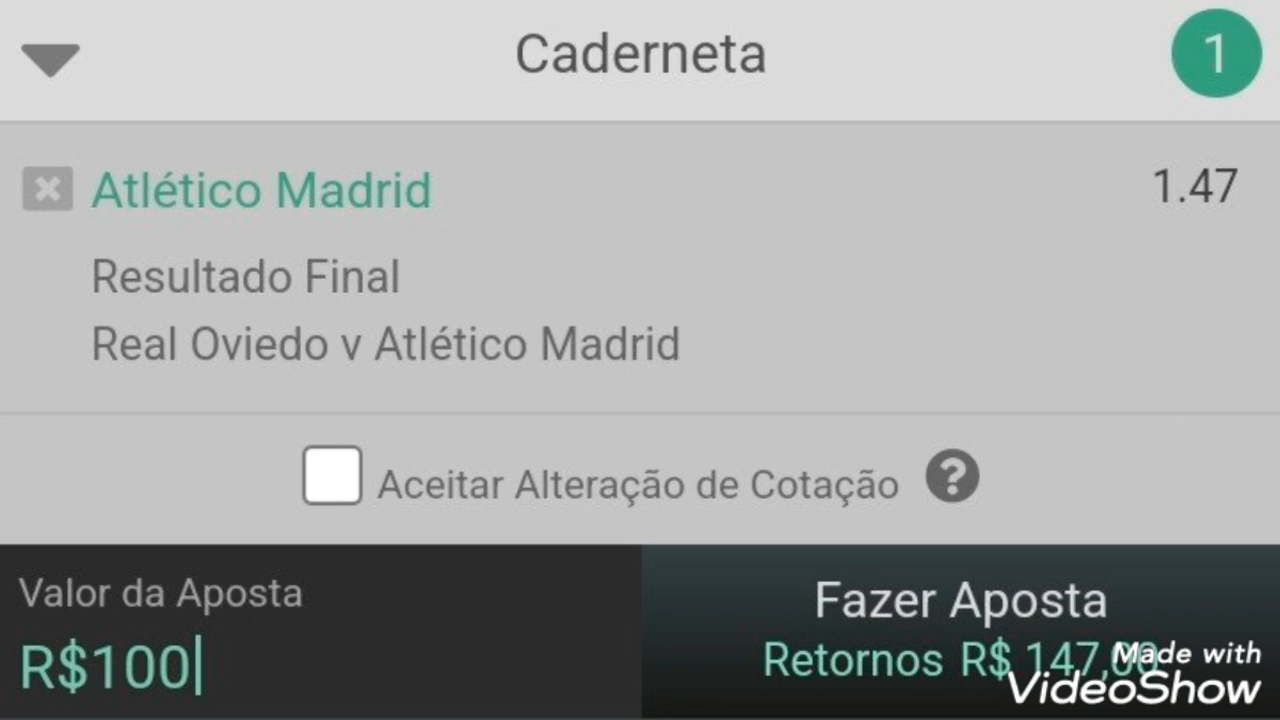 Caderneta
1
Atlético Madrid
1.47
Resultado Final
Real Oviedo v Atlético Madrid
Aceitar Alteração de Cotação
?
Valor da Aposta
R$100
Fazer Aposta
Retornos R$ 147,00
Made with
VideoShow